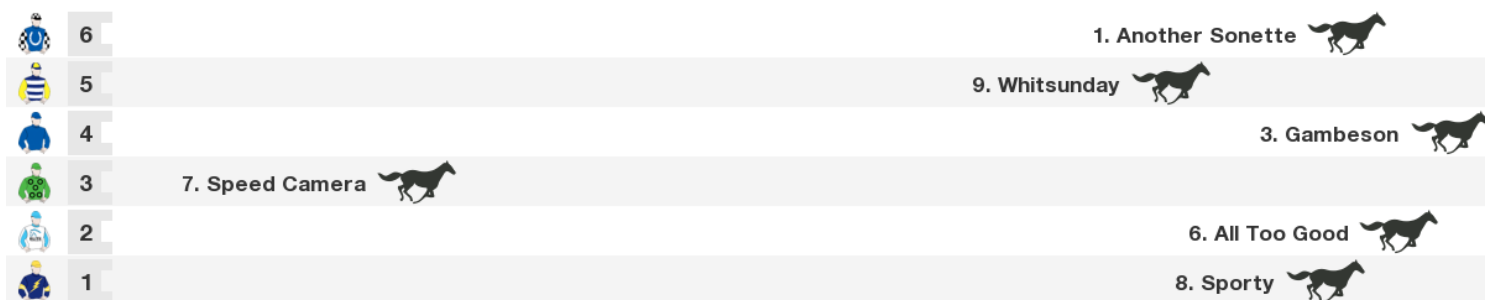 6 1. Another Sonette
5 9. Whitsunday
4 3. Gambeson
3 7. Speed Camera
2 6. All Too Good
1 8. Sporty